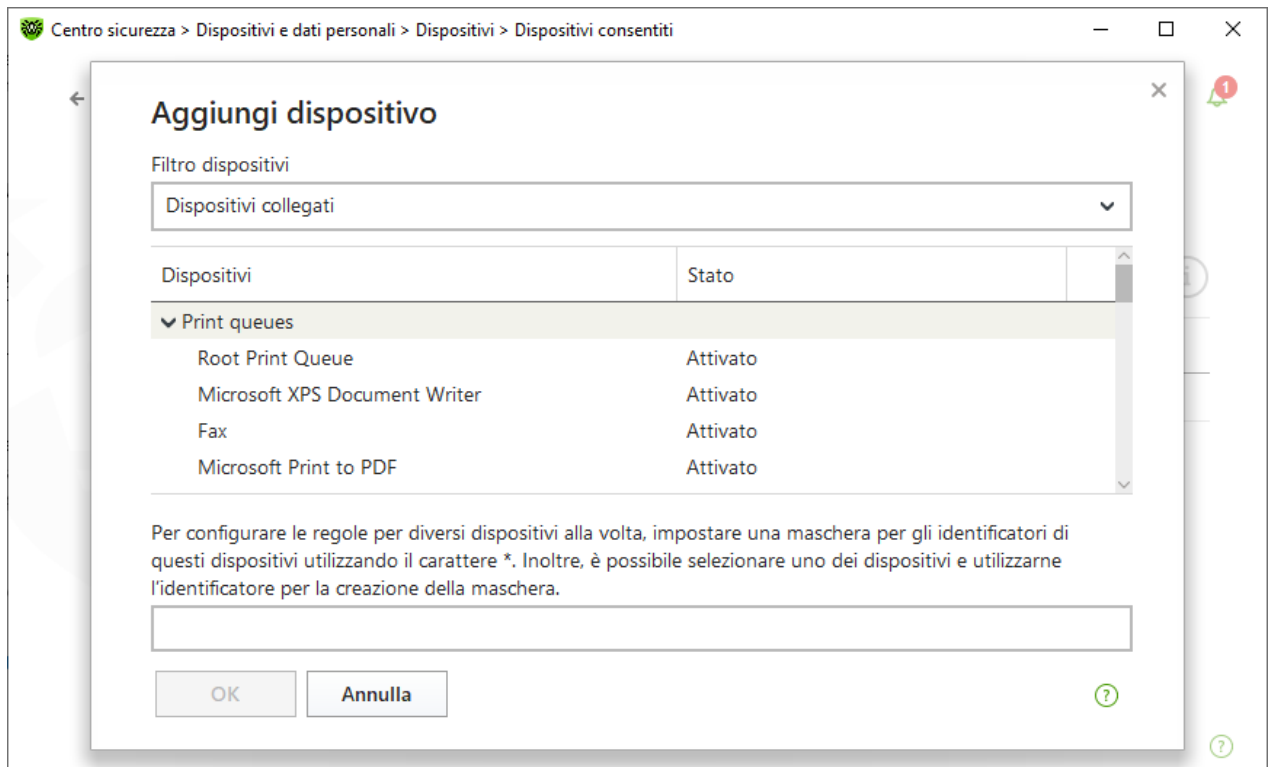 Centro sicurezza > Dispositivi e dati personali > Dispositivi > Dispositivi consentiti
1
Aggiungi dispositivo
Filtro dispositivi
Dispositivi collegati
Dispositivi Stato
Print queues
Root Print Queue Attivato
Microsoft XPS Document Writer Attivato
Fax Attivato
Microsoft Print to PDF Attivato
Per configurare le regole per diversi dispositivi alla volta, impostare una maschera per gli identificatori di
questi dispositivi utilizzando il carattere *. Inoltre, è possibile selezionare uno dei dispositivi e utilizzarne
l’identificatore per la creazione della maschera.
OK Annulla ?
?